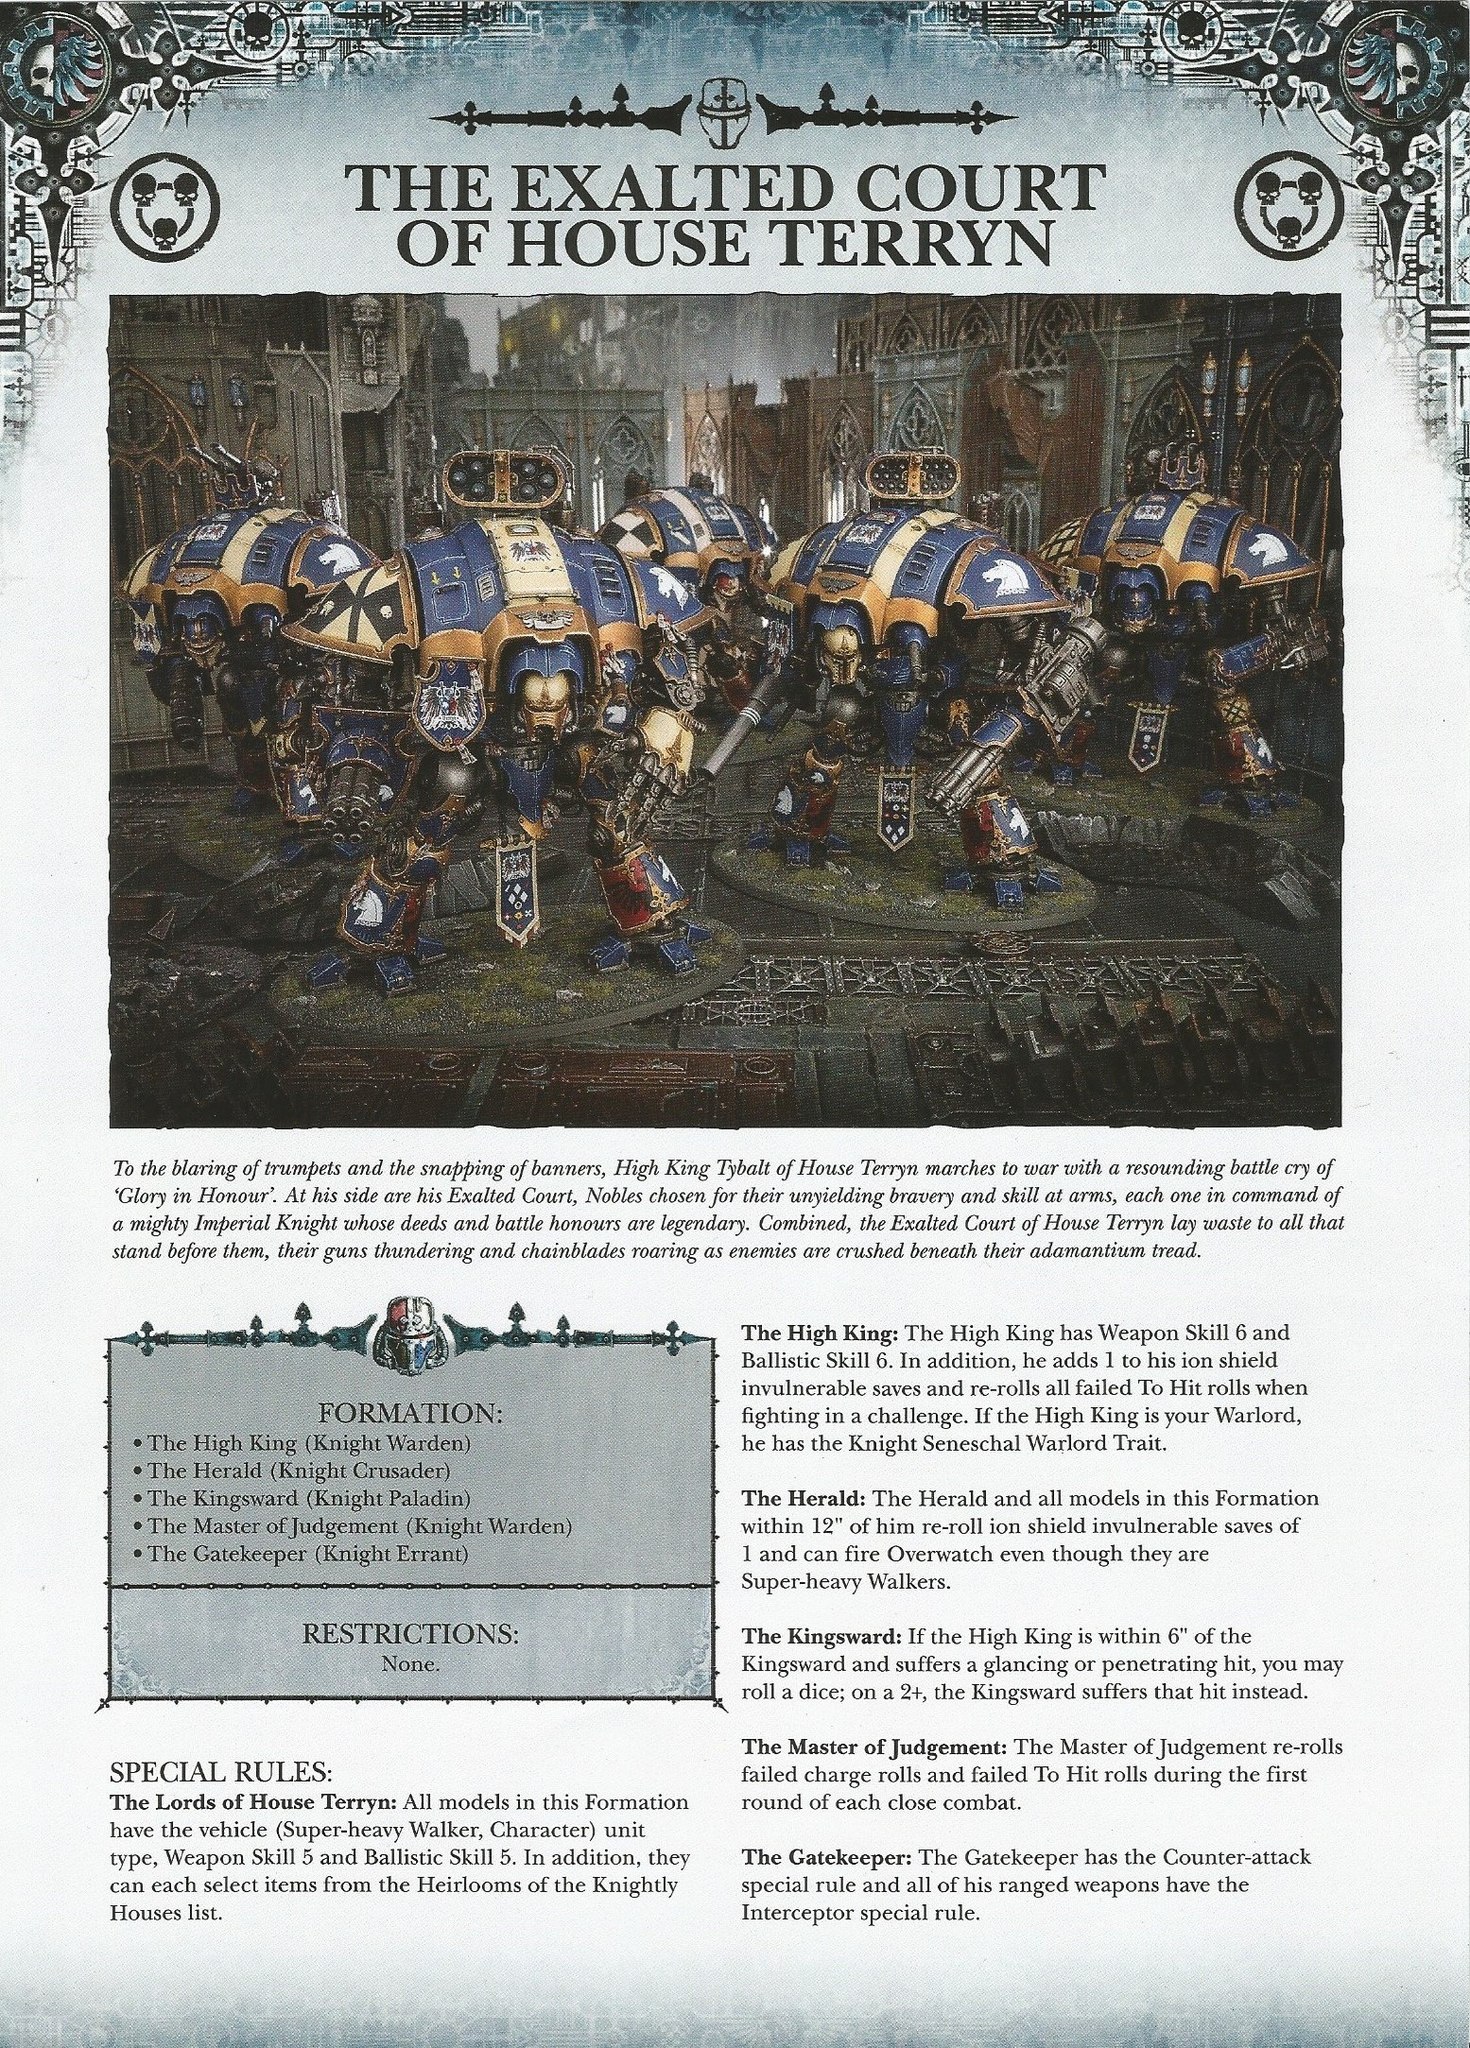 THE EXALTED COURT
OF HOUSE TERRYN
To the blaring of trumpets and the snapping of banners, High King Tybalt of House Terryn marches to war with a resounding battle cry of
‘Glory in Honour’. At his side are his Exalted Court, Nobles chosen for their unyielding bravery and skill at arms, each one in command of
a mighty Imperial Knight whose deeds and battle honours are legendary. Combined, the Exalted Court of House Terryn lay waste to all that
stand before them, their guns thundering and chainblades roaring as enemies are crushed beneath their adamantium tread.
FORMATION:
• The High King (Knight Warden)
• The Herald (Knight Crusader)
• The Kingsward (Knight Paladin)
• The Master of Judgement (Knight Warden)
• The Gatekeeper (Knight Errant)
RESTRICTIONS:
None.
SPECIAL RULES:
The Lords of House Terryn: All models in this Formation
have the vehicle (Super-heavy Walker, Character) unit
type, Weapon Skill 5 and Ballistic Skill 5. In addition, they
can each select items from the Heirlooms of the Knightly
Houses list.
The High King: The High King has Weapon Skill 6 and
Ballistic Skill 6. In addition, he adds 1 to his ion shield
invulnerable saves and re-rolls all failed To Hit rolls when
fighting in a challenge. If the High King is your Warlord,
he has the Knight Seneschal Warlord Trait.
The Herald: The Herald and all models in this Formation
within 12" of him re-roll ion shield invulnerable saves of
1 and can fire Overwatch even though they are
Super-heavy Walkers.
The Kingsward: If the High King is within 6" of the
Kingsward and suffers a glancing or penetrating hit, you may
roll a dice; on a 2+, the Kingsward suffers that hit instead.
The Master of Judgement: The Master of Judgement re-rolls
failed charge rolls and failed To Hit rolls during the first
round of each close combat.
The Gatekeeper: The Gatekeeper has the Counter-attack
special rule and all of his ranged weapons have the
Interceptor special rule.